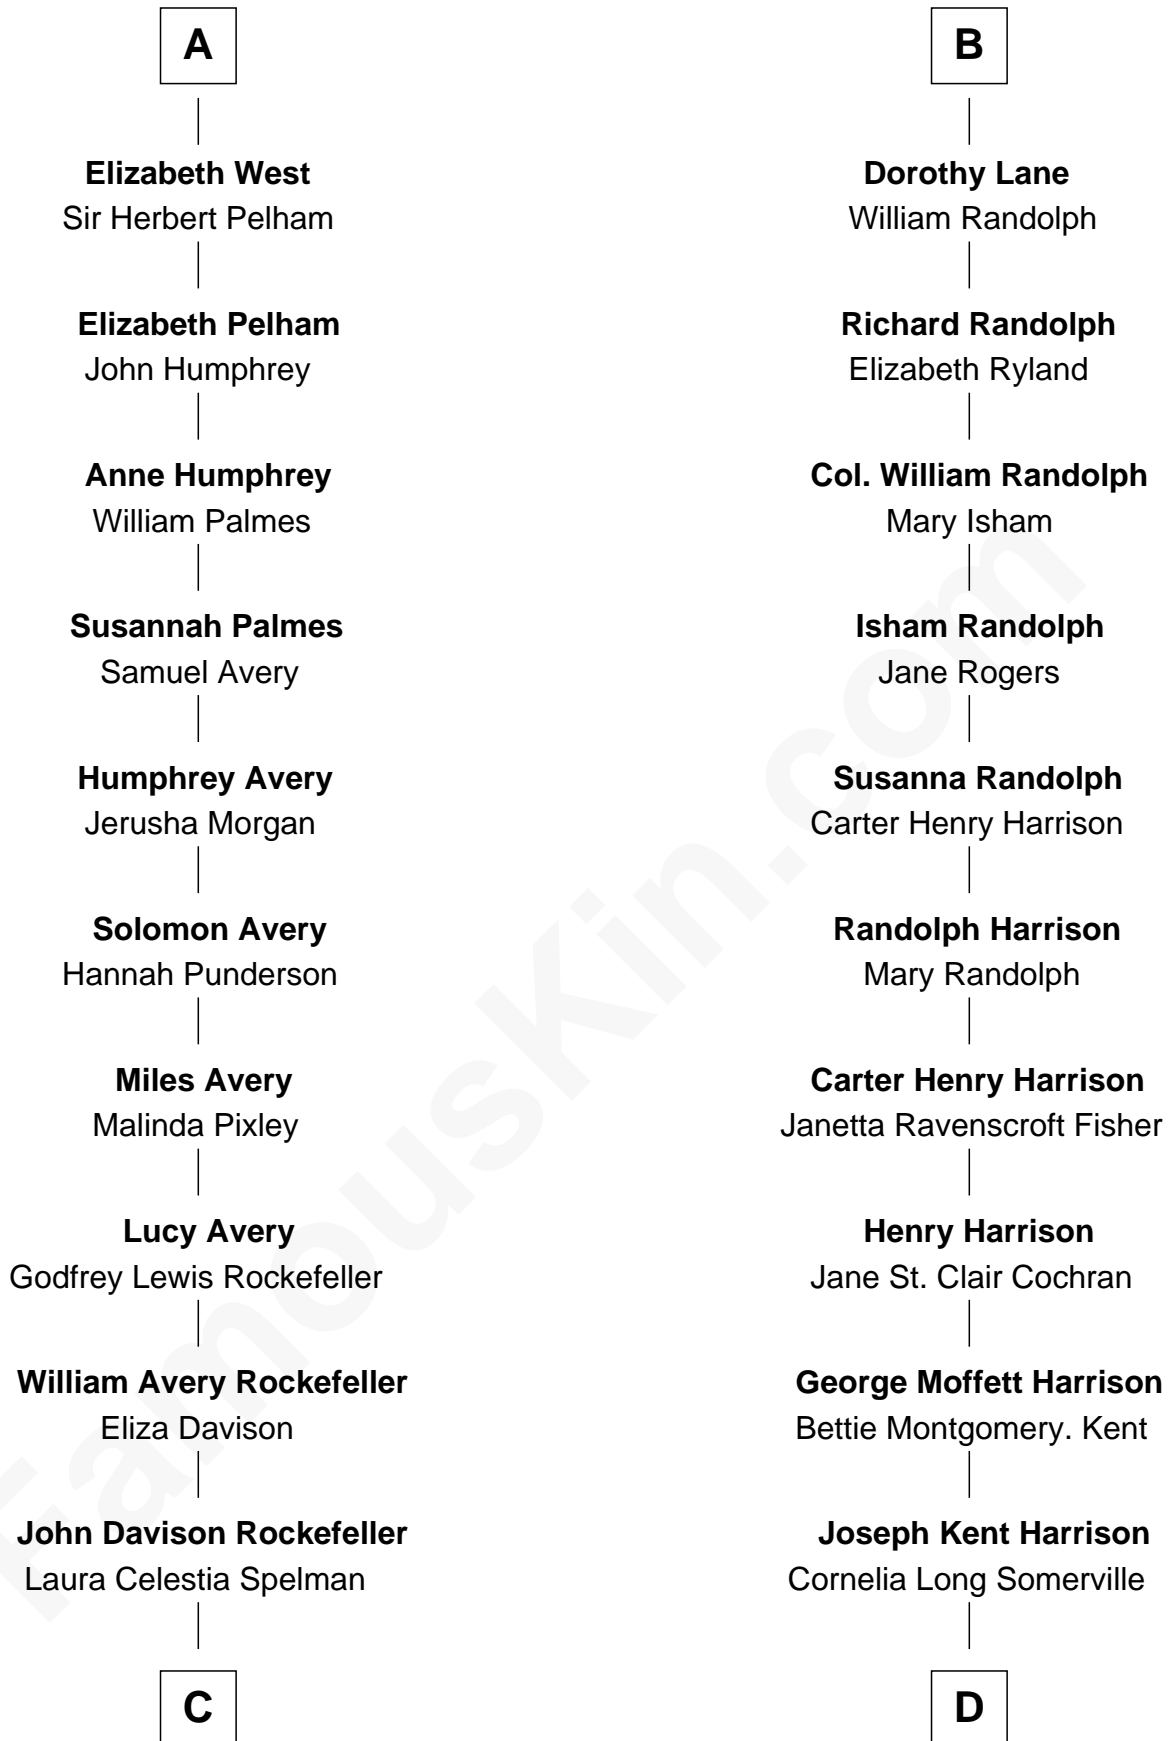 A
Elizabeth West
Sir Herbert Pelham
Elizabeth Pelham
John Humphrey
Anne Humphrey
William Palmes
Susannah Palmes
Samuel Avery
Humphrey Avery
Jerusha Morgan
Solomon Avery
Hannah Punderson
Miles Avery
Malinda Pixley
Lucy Avery
Godfrey Lewis Rockefeller
William Avery Rockefeller
Eliza Davison
John Davison Rockefeller
Laura Celestia Spelman
C
B
Dorothy Lane
William Randolph
Richard Randolph
Elizabeth Ryland
Col. William Randolph
Mary Isham
Isham Randolph
Jane Rogers
Susanna Randolph
Carter Henry Harrison
Randolph Harrison
Mary Randolph
Carter Henry Harrison
Janetta Ravenscroft Fisher
Henry Harrison
Jane St. Clair Cochran
George Moffett Harrison
Bettie Montgomery. Kent
Joseph Kent Harrison
Cornelia Long Somerville
D
FamousKin.com